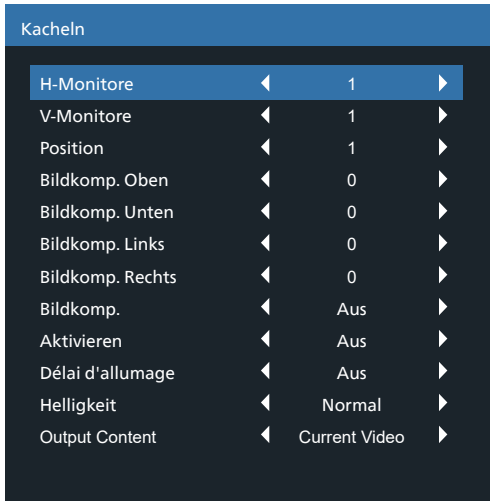 Kacheln
H-Monitore 1
V-Monitore 1
Position 1
Bildkomp. Oben 0
Bildkomp. Unten 0
Bildkomp. Links 0
Bildkomp. Rechts 0
Bildkomp. Aus
Aktivieren Aus
Délai d'allumage Aus
Helligkeit Normal
Output Content Current Video